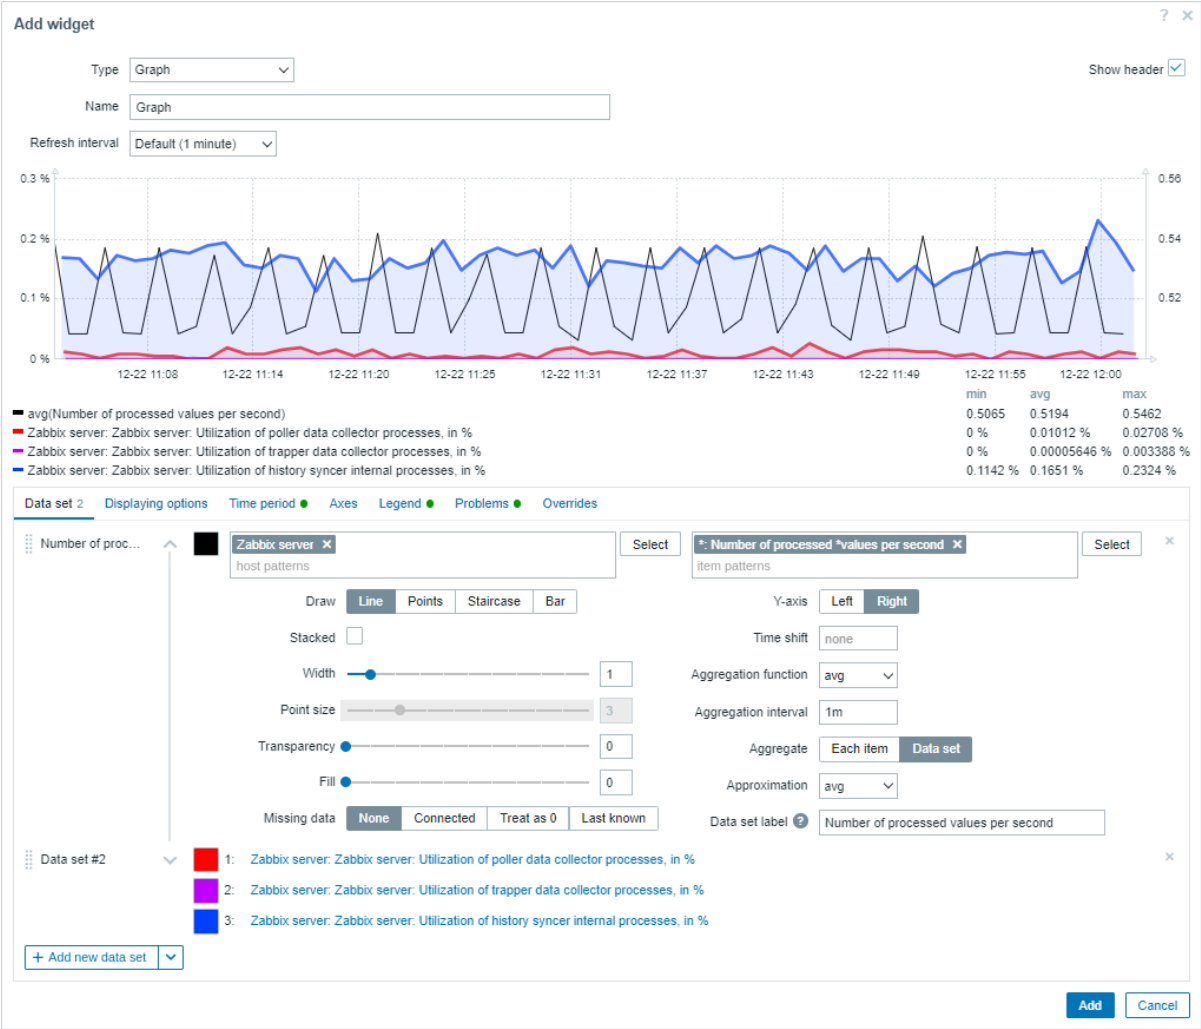 Add widget
? ×
Type Graph
Show header
Name Graph
Refresh interval Default (1 minute)
0.3 % 0.56
0.2 % 0.54
0.1 % 0.52
0 %
12-22 11:08 12-22 11:14 12-22 11:20 12-22 11:25 12-22 11:31 12-22 11:37 12-22 11:43 12-22 11:49 12-22 11:55 12-22 12:00
min avg max
avg(Number of processed values per second) 0.5065 0.5194 0.5462
Zabbix server: Zabbix server: Utilization of poller data collector processes, in % 0 % 0.01012 % 0.02708 %
Zabbix server: Zabbix server: Utilization of trapper data collector processes, in % 0 % 0.00005646 % 0.003388 %
Zabbix server: Zabbix server: Utilization of history syncer internal processes, in % 0.1142 % 0.1651 % 0.2324 %
Data set 2 Displaying options Time period Axes Legend Problems Overrides
Number of proc... Zabbix server × Select *: Number of processed *values per second × Select ×
host patterns item patterns
Draw Line Points Staircase Bar Y-axis Left Right
Stacked Time shift none
Width 1 Aggregation function avg
Point size 3 Aggregation interval 1m
Transparency 0 Aggregate Each item Data set
Fill 0 Approximation avg
Missing data None Connected Treat as 0 Last known Data set label ? Number of processed values per second
Data set #2 1: Zabbix server: Zabbix server: Utilization of poller data collector processes, in % ×
2: Zabbix server: Zabbix server: Utilization of trapper data collector processes, in %
3: Zabbix server: Zabbix server: Utilization of history syncer internal processes, in %
+ Add new data set
Add Cancel